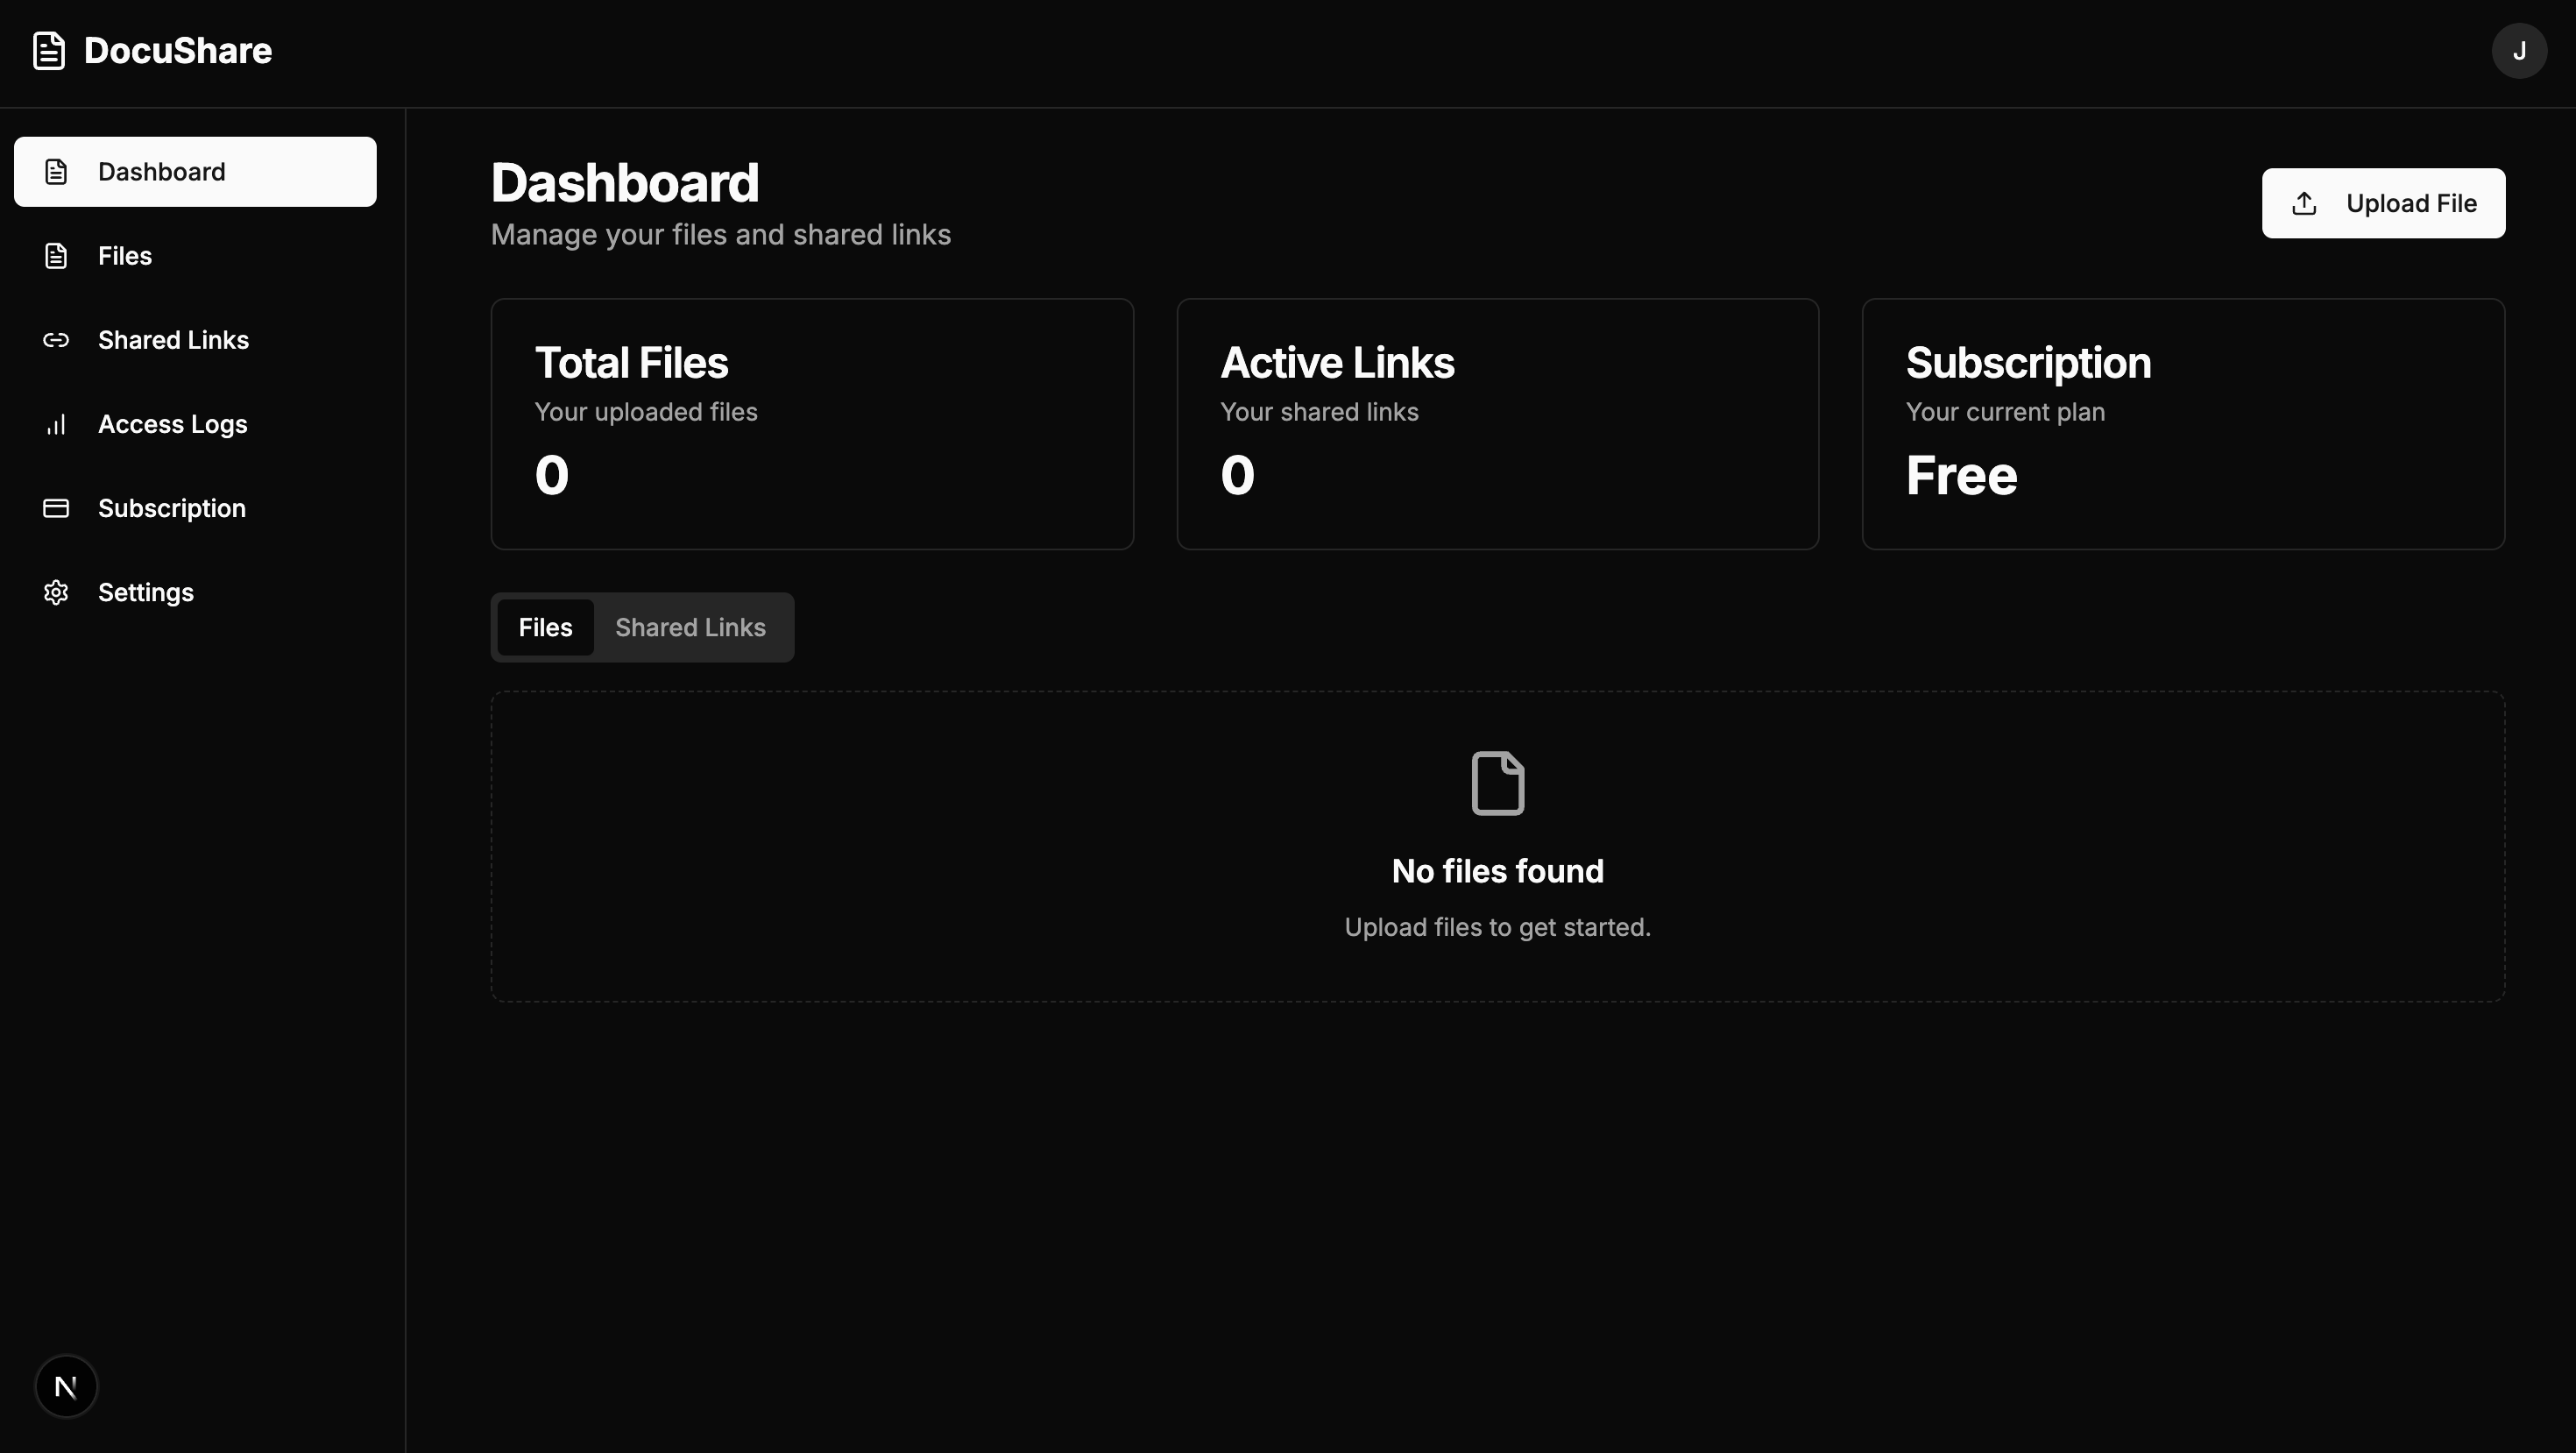 DocuShare
J
Dashboard
Files
Shared Links
Access Logs
Subscription
Settings
N
Dashboard
Manage your files and shared links
Upload File
Total Files
Your uploaded files
0
Active Links
Your shared links
0
Subscription
Your current plan
Free
Files
Shared Links
No files found
Upload files to get started.